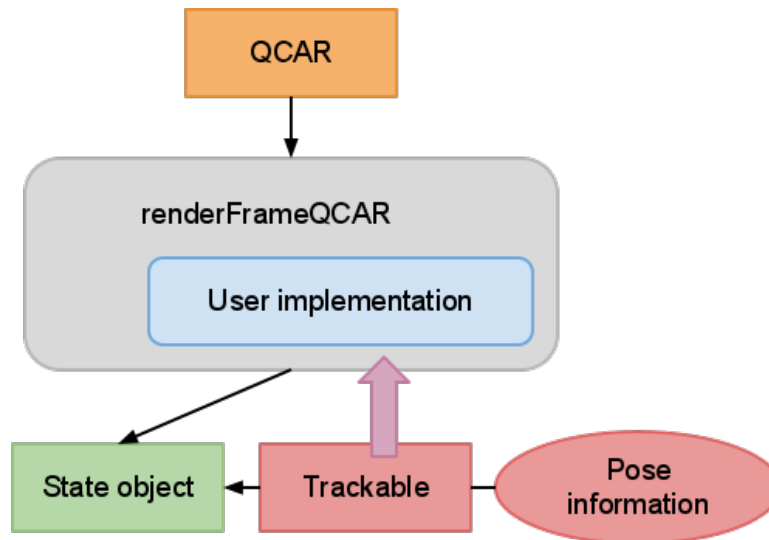 QCAR
renderFrameQCAR
User implementation
State object
Trackable
Pose
information